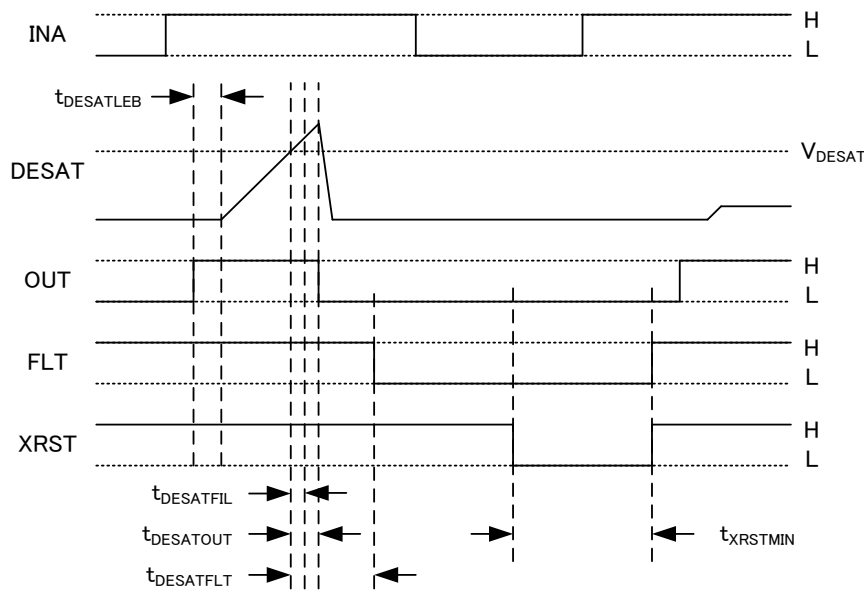 INA
H
L
tDESATLEB
DESAT
VDESAT
OUT
H
L
FLT
H
L
XRST
H
L
tDESATFIL
tDESATOUT
tXRSTMIN
tDESATFLT